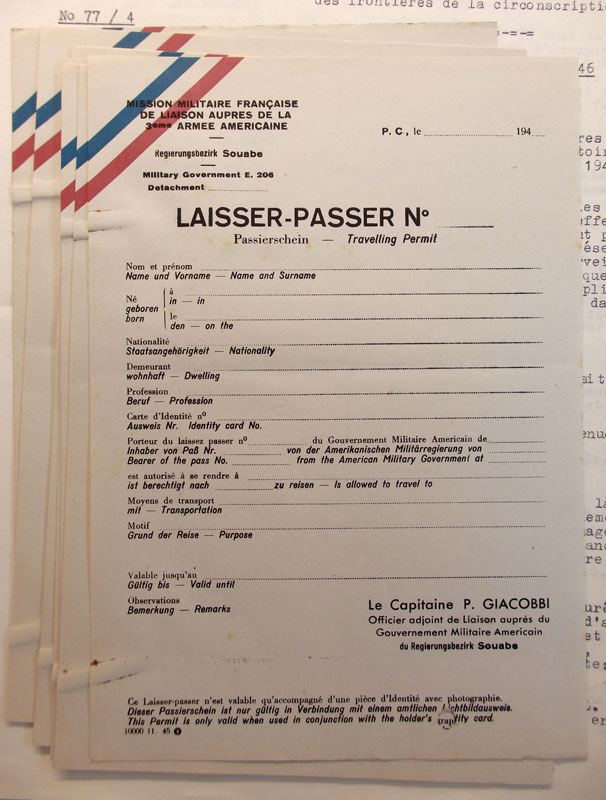 No 77 / 4
des frontières de la circonscripti
-=-=
46
MISSION MILITAIRE FRANÇAISE
DE LIAISON AUPRES DE LA
3eme ARMEE AMERICAINE
Regierungsbezirk Souabe
Military Government E. 206
Detachment
P. C., le 194
LAISSER-PASSER No
Passierschein — Travelling Permit
Nom et prénom
Name und Vorname — Name and Surname
Né
geboren
born
à
in — in
le
den — on the
Nationalité
Staatsangehörigkeit — Nationality
Demeurant
wohnhaft — Dwelling
Profession
Beruf — Profession
Carte d'Identité no
Ausweis Nr. Identity card No.
Porteur du laissez passer no du Gouvernement Militaire Americain de
Inhaber von Paß Nr. von der Amerikanischen Militärregierung von
Bearer of the pass No. from the American Military Government at
est autorisé à se rendre à
ist berechtigt nach zu reisen — Is allowed to travel to
Moyens de transport
mit — Transportation
Motif
Grund der Reise — Purpose
Valable jusqu'au
Gültig bis — Valid until
Observations
Bemerkung — Remarks
Le Capitaine P. GIACOBBI
Officier adjoint de Liaison auprés du
Gouvernement Militaire Americain
du Regierungsbezirk Souabe
Ce Laisser-passer n'est valable qu'accompagné d'une pièce d'Identité avec photographie.
Dieser Passierschein ist nur gültig in Verbindung mit einem amtlichen Lichtbildausweis.
This Permit is only valid when used in conjunction with the holder's card.
10000 11. 45